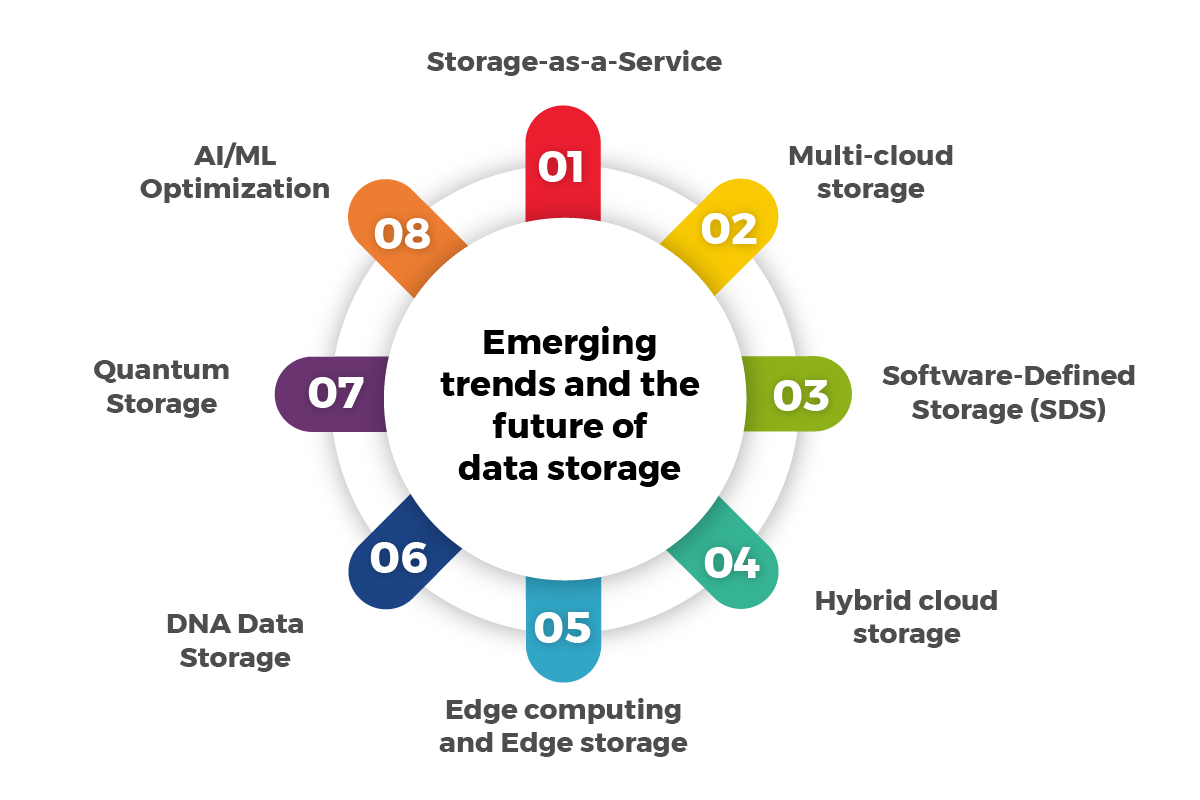 Storage-as-a-Service
01
Multi-cloud
storage
02
Software-Defined
Storage (SDS)
03
Hybrid cloud
storage
04
Edge computing
and Edge storage
05
DNA Data
Storage
06
Quantum
Storage
07
AI/ML
Optimization
08
Emerging
trends and the
future of
data storage